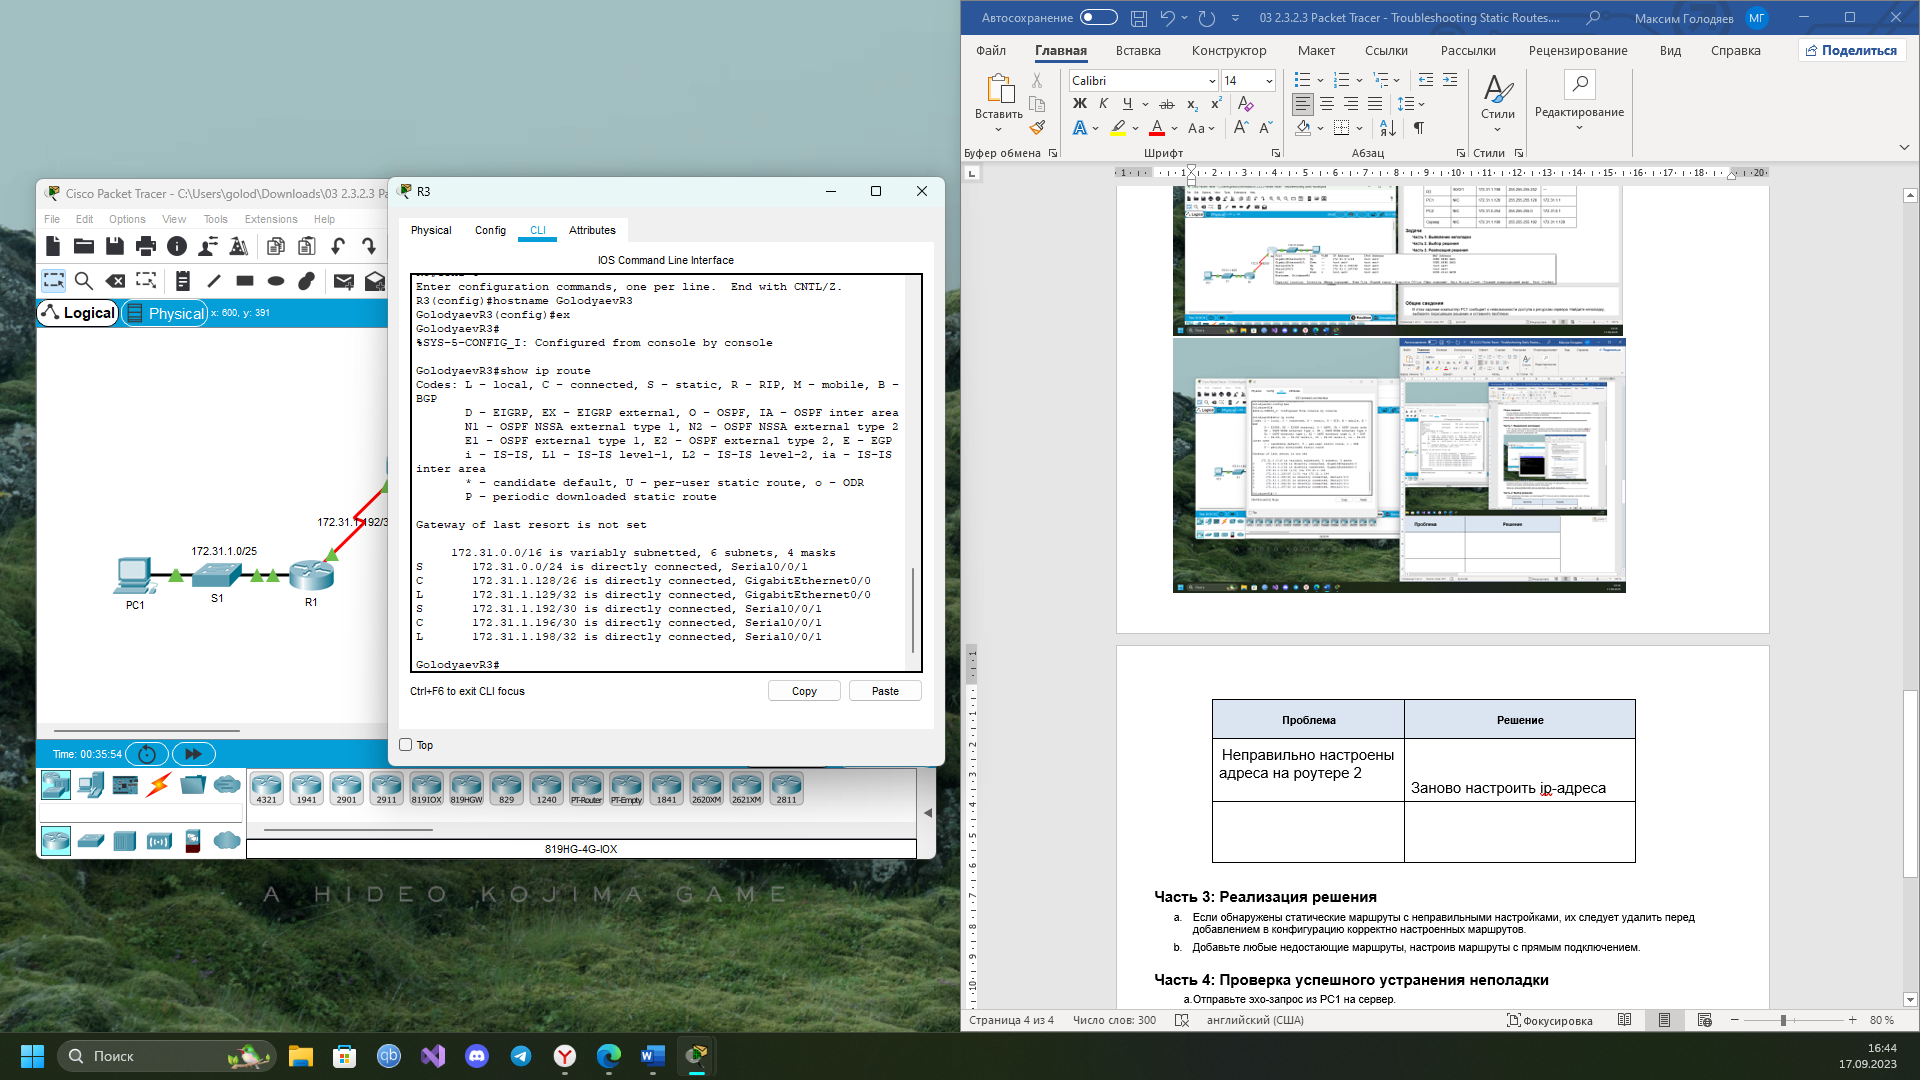 Cisco Packet Tracer - C:\Users\golod\Downloads\03 2.3.2.3 Pa
File Edit Options View Tools Extensions Help
Logical Physical x: 600, y: 391
172.31.1.192/3
172.31.1.0/25
PC1
S1
R1
Time: 00:35:54
4321 1941 2901 2911 819IOX 819HGW 829 1240 PT-Router PT-Empty 1841 2620XM 2621XM 2811
819HG-4G-IOX
R3
Physical Config CLI Attributes
IOS Command Line Interface
Enter configuration commands, one per line. End with CNTL/Z.
R3(config)#hostname GolodyaevR3
GolodyaevR3(config)#ex
GolodyaevR3#
%SYS-5-CONFIG_I: Configured from console by console
GolodyaevR3#show ip route
Codes: L - local, C - connected, S - static, R - RIP, M - mobile, B -
BGP
D - EIGRP, EX - EIGRP external, O - OSPF, IA - OSPF inter area
N1 - OSPF NSSA external type 1, N2 - OSPF NSSA external type 2
E1 - OSPF external type 1, E2 - OSPF external type 2, E - EGP
i - IS-IS, L1 - IS-IS level-1, L2 - IS-IS level-2, ia - IS-IS
inter area
* - candidate default, U - per-user static route, o - ODR
P - periodic downloaded static route
Gateway of last resort is not set
172.31.0.0/16 is variably subnetted, 6 subnets, 4 masks
S 172.31.0.0/24 is directly connected, Serial0/0/1
C 172.31.1.128/26 is directly connected, GigabitEthernet0/0
L 172.31.1.129/32 is directly connected, GigabitEthernet0/0
S 172.31.1.192/30 is directly connected, Serial0/0/1
C 172.31.1.196/30 is directly connected, Serial0/0/1
L 172.31.1.198/32 is directly connected, Serial0/0/1
GolodyaevR3#
Ctrl+F6 to exit CLI focus
Copy Paste
Top
A HIDEO KOJIMA GAME
Автосохранение 03 2.3.2.3 Packet Tracer - Troubleshooting Static Routes.... Максим Голодяев МГ
Файл Главная Вставка Конструктор Макет Ссылки Рассылки Рецензирование Вид Справка Поделиться
Calibri 14
Вставить
Ж К Ч ab x₂ x²
Aa
Стили
Редактирование
Буфер обмена Шрифт Абзац Стили
Проблема Решение
Неправильно настроены
адреса на роутере 2
Заново настроить ip-адреса
Часть 3: Реализация решения
a. Если обнаружены статические маршруты с неправильными настройками, их следует удалить перед
добавлением в конфигурацию корректно настроенных маршрутов.
b. Добавьте любые недостающие маршруты, настроив маршруты с прямым подключением.
Часть 4: Проверка успешного устранения неполадки
a.Отправьте эхо-запрос из PC1 на сервер.
Страница 4 из 4 Число слов: 300 английский (США) Фокусировка 80 %
Поиск
16:44
17.09.2023